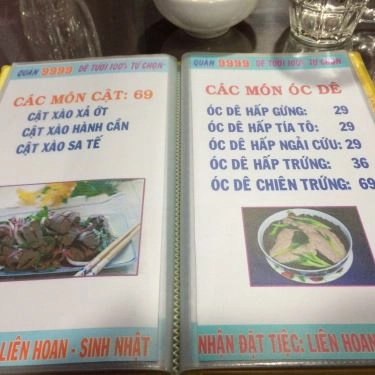 QUÁN 9999 DÊ TƯƠI 100% TỰ CHỌN
CÁC MÓN CẬT: 69
CẬT XÀO XẢ ỚT
CẬT XÀO HÀNH CẦN
CẬT XÀO SA TẾ
LIÊN HOAN - SINH NHẬT
QUÁN 9999 DÊ TƯƠI 100% TỰ CHỌN
CÁC MÓN ÓC DÊ
ÓC DÊ HẤP GỪNG: 29
ÓC DÊ HẤP TÍA TÔ: 29
ÓC DÊ HẤP NGẢI CỨU: 29
ÓC DÊ HẤP TRỨNG: 36
ÓC DÊ CHIÊN TRỨNG: 69
NHẬN ĐẶT TIỆC: LIÊN HOAN